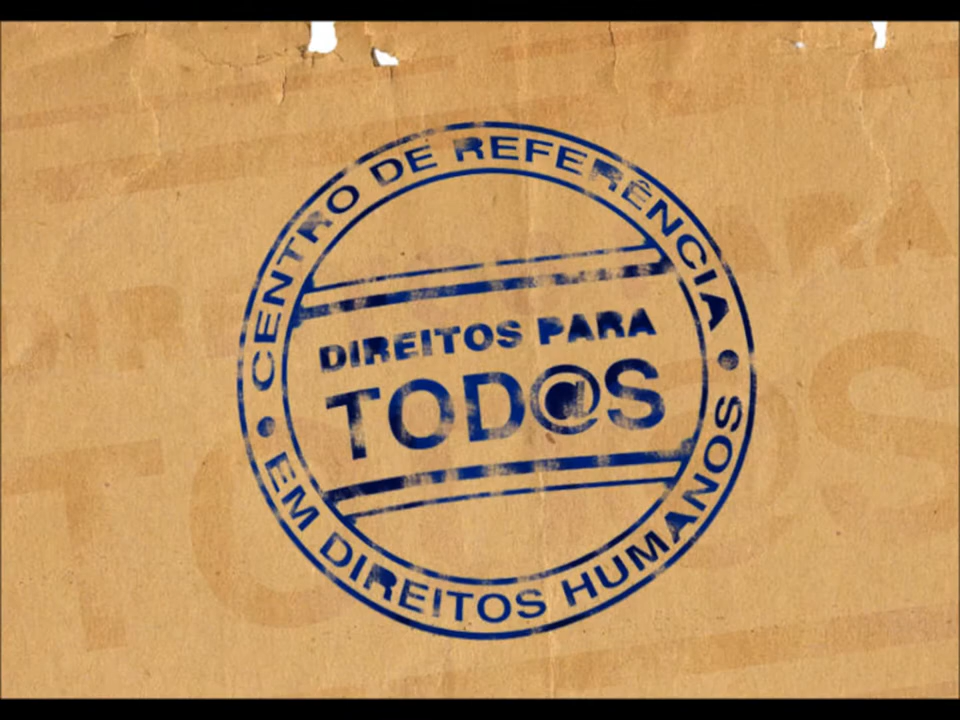 CENTRO DE REFERÊNCIA
DIREITOS PARA
TOD@S
EM DIREITOS HUMANOS